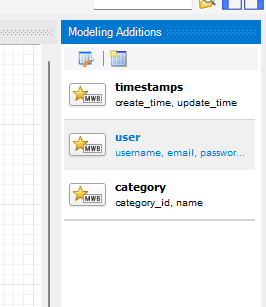 Modeling Additions
timestamps
create_time, update_time
MWB
user
username, email, passwor...
MWB
category
category_id, name
MWB